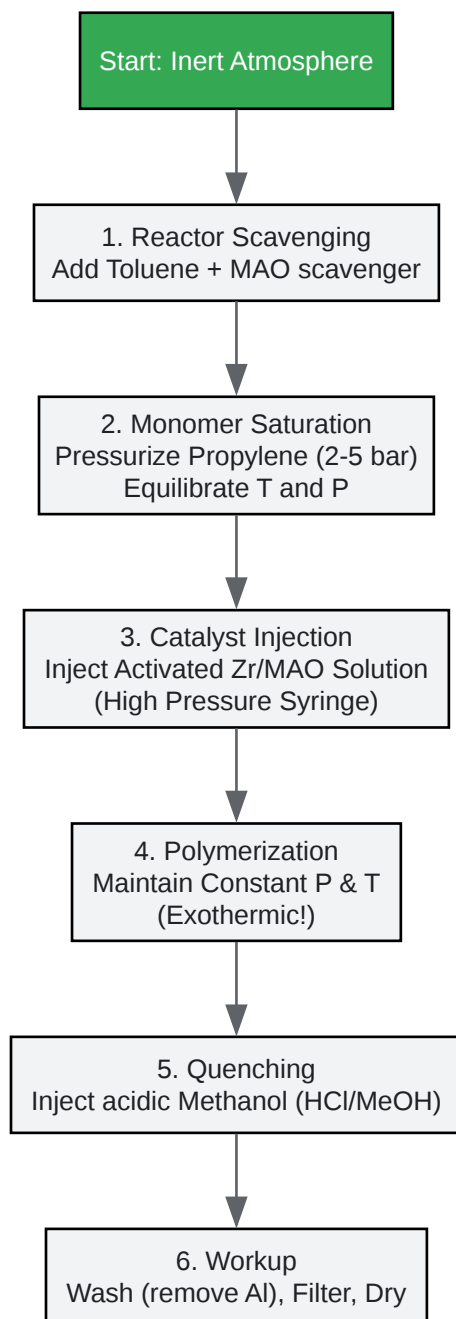 Start: Inert Atmosphere
1. Reactor Scavenging
Add Toluene + MAO scavenger
2. Monomer Saturation
Pressurize Propylene (2-5 bar)
Equilibrate T and P
3. Catalyst Injection
Inject Activated Zr/MAO Solution
(High Pressure Syringe)
4. Polymerization
Maintain Constant P & T
(Exothermic!)
5. Quenching
Inject acidic Methanol (HCl/MeOH)
6. Workup
Wash (remove Al), Filter, Dry